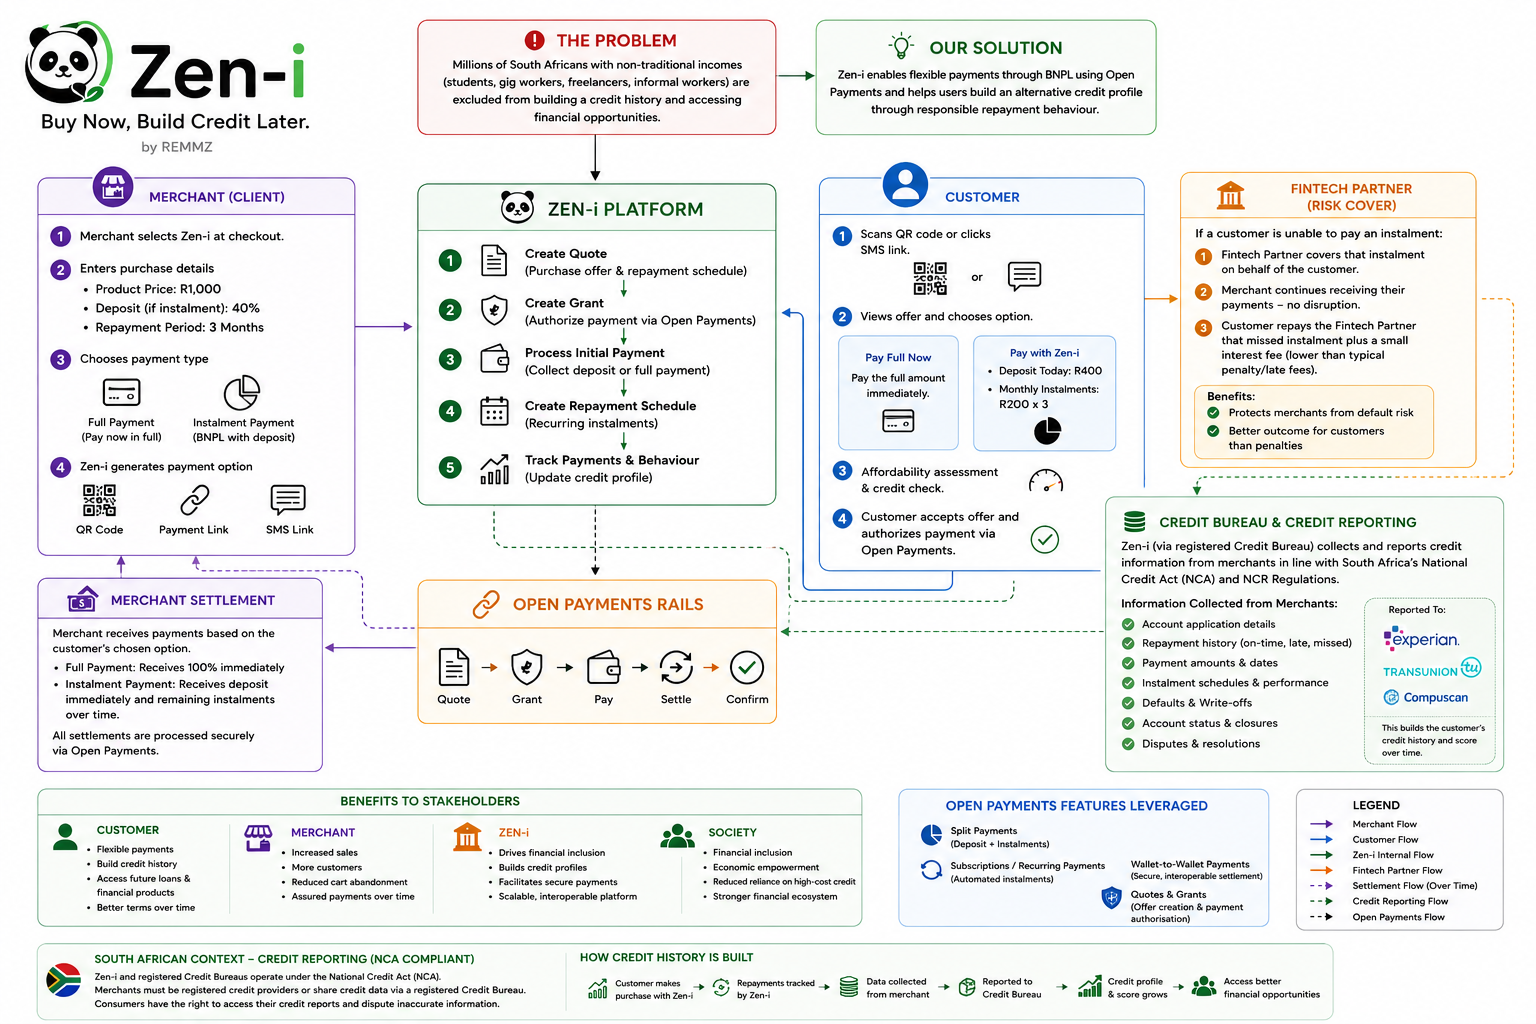 Zen-i
Buy Now, Build Credit Later.
by REMMZ
THE PROBLEM
Millions of South Africans with non-traditional incomes
(students, gig workers, freelancers, informal workers) are
excluded from building a credit history and accessing
financial opportunities.
OUR SOLUTION
Zen-i enables flexible payments through BNPL using Open
Payments and helps users build an alternative credit profile
through responsible repayment behaviour.
MERCHANT (CLIENT)
1 Merchant selects Zen-i at checkout.
2 Enters purchase details
• Product Price: R1,000
• Deposit (if instalment): 40%
• Repayment Period: 3 Months
3 Chooses payment type
Full Payment
(Pay now in full)
Instalment Payment
(BNPL with deposit)
4 Zen-i generates payment option
QR Code
Payment Link
SMS Link
ZEN-i PLATFORM
1 Create Quote
(Purchase offer & repayment schedule)
2 Create Grant
(Authorize payment via Open Payments)
3 Process Initial Payment
(Collect deposit or full payment)
4 Create Repayment Schedule
(Recurring instalments)
5 Track Payments & Behaviour
(Update credit profile)
CUSTOMER
1 Scans QR code or clicks
SMS link.
or
2 Views offer and chooses option.
Pay Full Now
Pay the full amount
immediately.
Pay with Zen-i
• Deposit Today: R400
• Monthly Instalments:
R200 x 3
3 Affordability assessment
& credit check.
4 Customer accepts offer and
authorizes payment via
Open Payments.
FINTECH PARTNER
(RISK COVER)
If a customer is unable to pay an instalment:
1 Fintech Partner covers that instalment
on behalf of the customer.
2 Merchant continues receiving their
payments – no disruption.
3 Customer repays the Fintech Partner
that missed instalment plus a small
interest fee (lower than typical
penalty/late fees).
Benefits:
Protects merchants from default risk
Better outcome for customers
than penalties
MERCHANT SETTLEMENT
$
Merchant receives payments based on the
customer's chosen option.
• Full Payment: Receives 100% immediately
• Instalment Payment: Receives deposit
immediately and remaining instalments
over time.
All settlements are processed securely
via Open Payments.
OPEN PAYMENTS RAILS
Quote
Grant
Pay
Settle
Confirm
CREDIT BUREAU & CREDIT REPORTING
Zen-i (via registered Credit Bureau) collects and reports credit
information from merchants in line with South Africa's National
Credit Act (NCA) and NCR Regulations.
Information Collected from Merchants:
Account application details
Repayment history (on-time, late, missed)
Payment amounts & dates
Instalment schedules & performance
Defaults & Write-offs
Account status & closures
Disputes & resolutions
Reported To:
experian.
TRANSUNION tu
Compuscan
This builds the customer's
credit history and score
over time.
BENEFITS TO STAKEHOLDERS
CUSTOMER
• Flexible payments
• Build credit history
• Access future loans &
financial products
• Better terms over time
MERCHANT
• Increased sales
• More customers
• Reduced cart abandonment
• Assured payments over time
ZEN-i
• Drives financial inclusion
• Builds credit profiles
• Facilitates secure payments
• Scalable, interoperable platform
SOCIETY
• Financial inclusion
• Economic empowerment
• Reduced reliance on high-cost credit
• Stronger financial ecosystem
OPEN PAYMENTS FEATURES LEVERAGED
Split Payments
(Deposit + Instalments)
Subscriptions / Recurring Payments
(Automated instalments)
Wallet-to-Wallet Payments
(Secure, interoperable settlement)
Quotes & Grants
(Offer creation & payment
authorisation)
LEGEND
Merchant Flow
Customer Flow
Zen-i Internal Flow
Fintech Partner Flow
Settlement Flow (Over Time)
Credit Reporting Flow
Open Payments Flow
SOUTH AFRICAN CONTEXT – CREDIT REPORTING (NCA COMPLIANT)
Zen-i and registered Credit Bureaus operate under the National Credit Act (NCA).
Merchants must be registered credit providers or share credit data via a registered Credit Bureau.
Consumers have the right to access their credit reports and dispute inaccurate information.
HOW CREDIT HISTORY IS BUILT
Customer makes
purchase with Zen-i
Repayments tracked
by Zen-i
Data collected
from merchant
Reported to
Credit Bureau
Credit profile
& score grows
Access better
financial opportunities